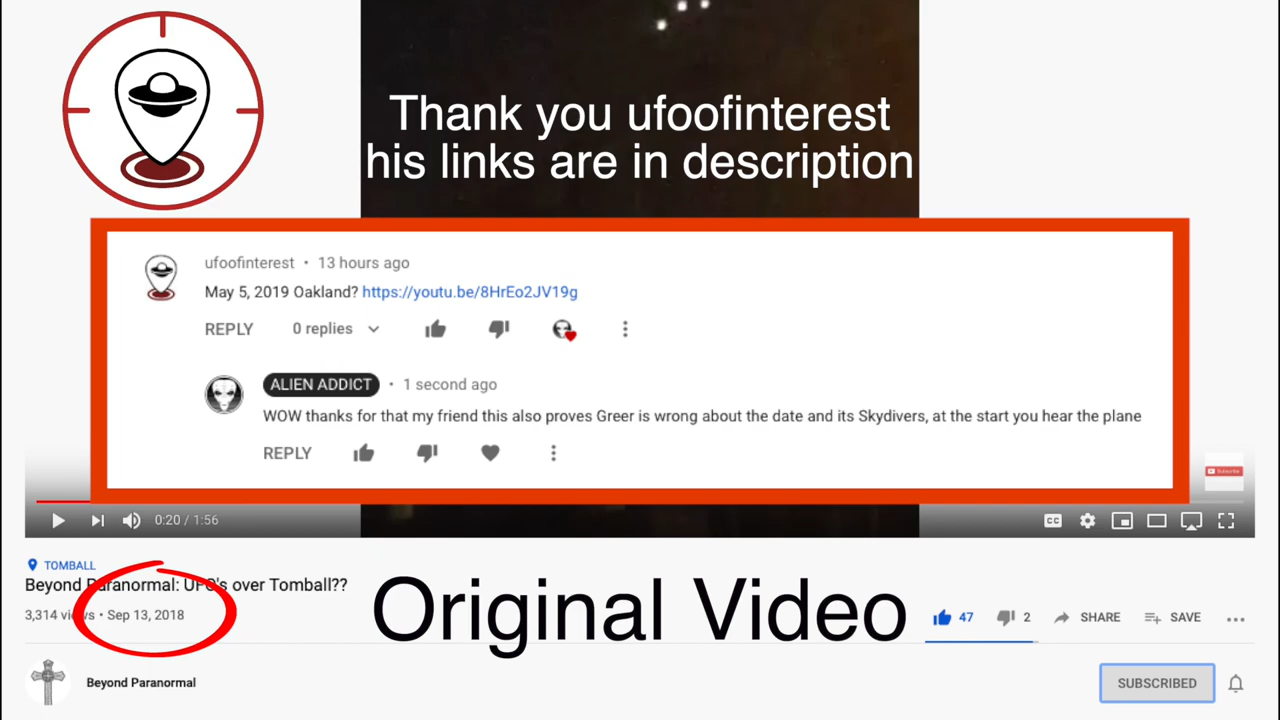 Thank you ufoofinterest
his links are in description
ufoofinterest • 13 hours ago
May 5, 2019 Oakland? https://youtu.be/8HrEo2JV19g
REPLY 0 replies
ALIEN ADDICT • 1 second ago
WOW thanks for that my friend this also proves Greer is wrong about the date and its Skydivers, at the start you hear the plane
REPLY
Subscribe
0:20 / 1:56
CC
TOMBALL
Beyond Paranormal: UFO's over Tomball??
3,314 views • Sep 13, 2018
Original Video
47 2 SHARE SAVE
Beyond Paranormal
SUBSCRIBED